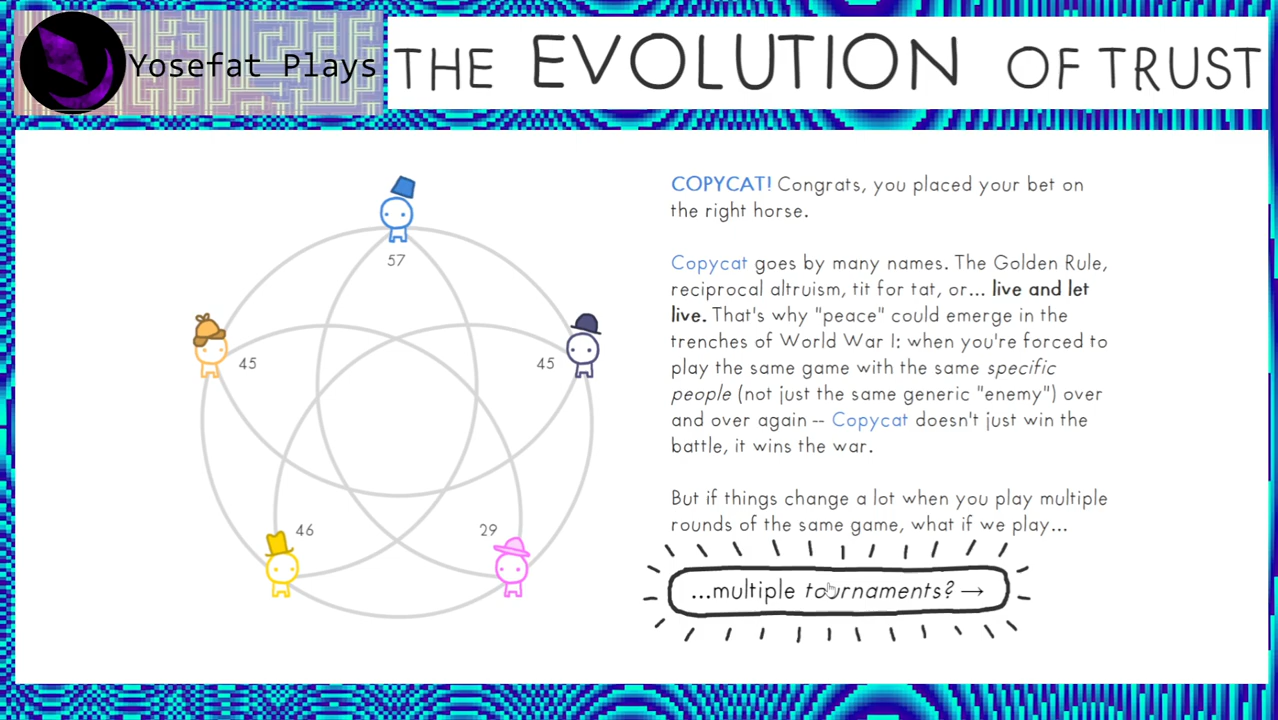 Yosefat Plays
THE EVOLUTION OF TRUST
57
45
45
46
29
COPYCAT! Congrats, you placed your bet on
the right horse.
Copycat goes by many names. The Golden Rule,
reciprocal altruism, tit for tat, or... live and let
live. That's why "peace" could emerge in the
trenches of World War I: when you're forced to
play the same game with the same specific
people (not just the same generic "enemy") over
and over again -- Copycat doesn't just win the
battle, it wins the war.
But if things change a lot when you play multiple
rounds of the same game, what if we play...
...multiple tournaments? →